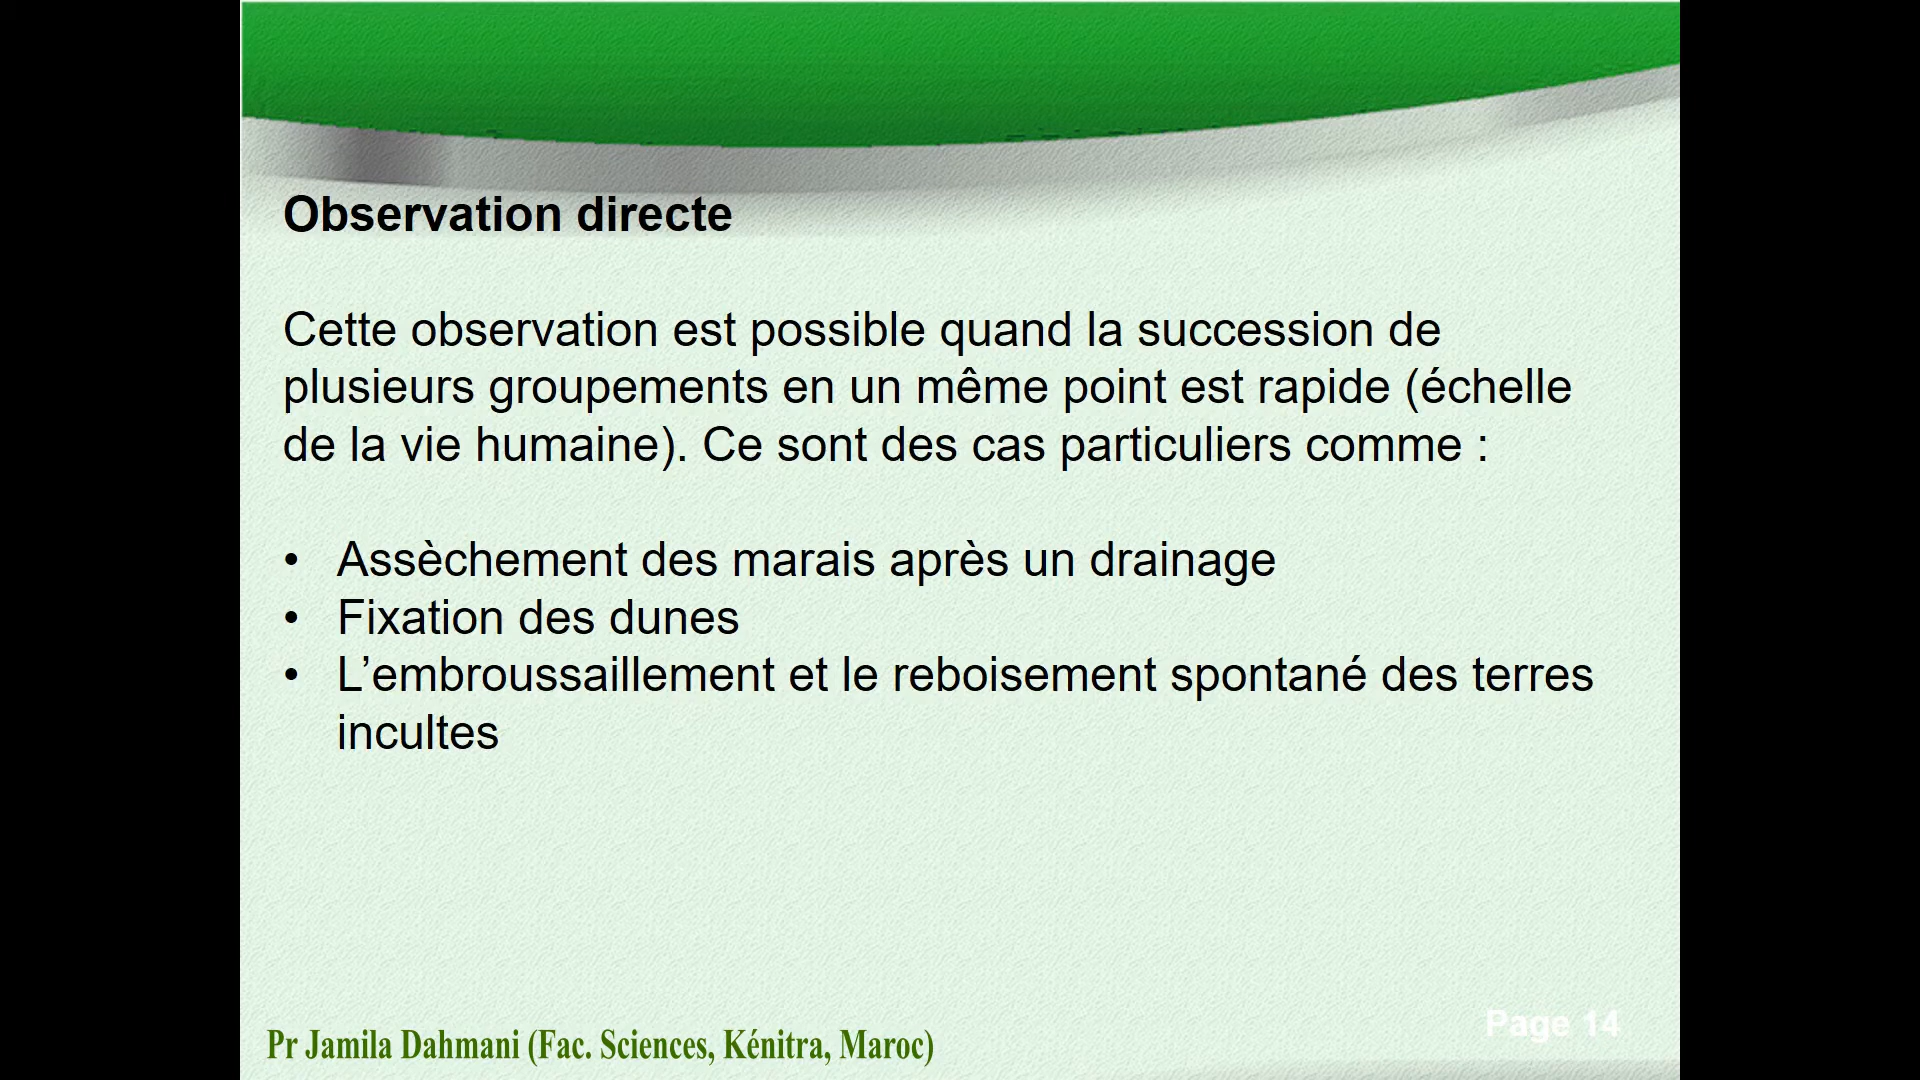 Observation directe
Cette observation est possible quand la succession de
plusieurs groupements en un même point est rapide (échelle
de la vie humaine). Ce sont des cas particuliers comme :
• Assèchement des marais après un drainage
• Fixation des dunes
• L’embroussaillement et le reboisement spontané des terres
incultes
Pr Jamila Dahmani (Fac. Sciences, Kénitra, Maroc)
Page 14